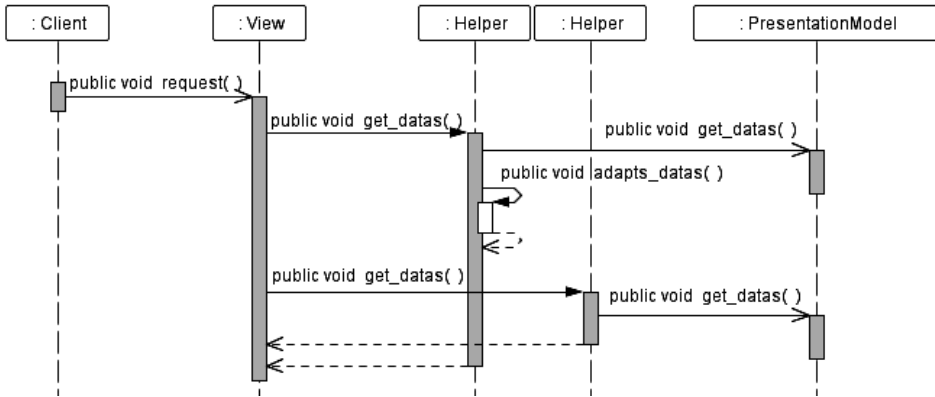 : Client
: View
: Helper
: Helper
: PresentationModel
public void request( )
public void get_datas( )
public void get_datas( )
public void adapts_datas( )
public void get_datas( )
public void get_datas( )